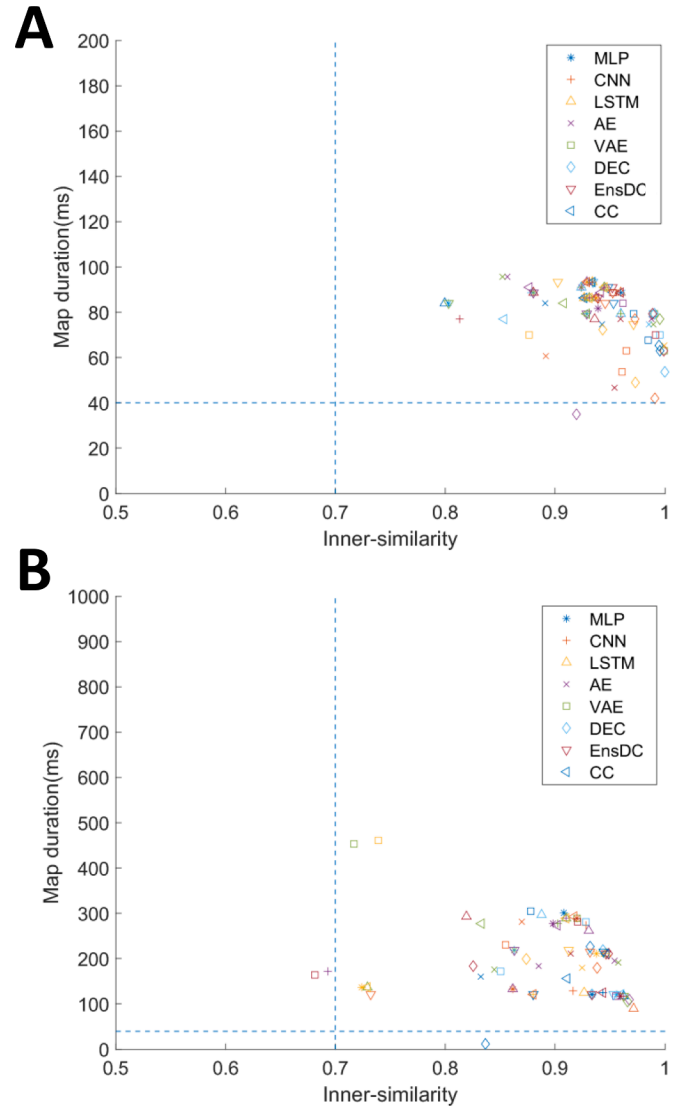 A
200
180
160
140
120
100
80
60
40
20
0
Map duration(ms)
0.5 0.6 0.7 0.8 0.9 1
Inner-similarity
MLP
CNN
LSTM
AE
VAE
DEC
EnsDC
CC
B
1000
900
800
700
600
500
400
300
200
100
0
Map duration(ms)
0.5 0.6 0.7 0.8 0.9 1
Inner-similarity
MLP
CNN
LSTM
AE
VAE
DEC
EnsDC
CC